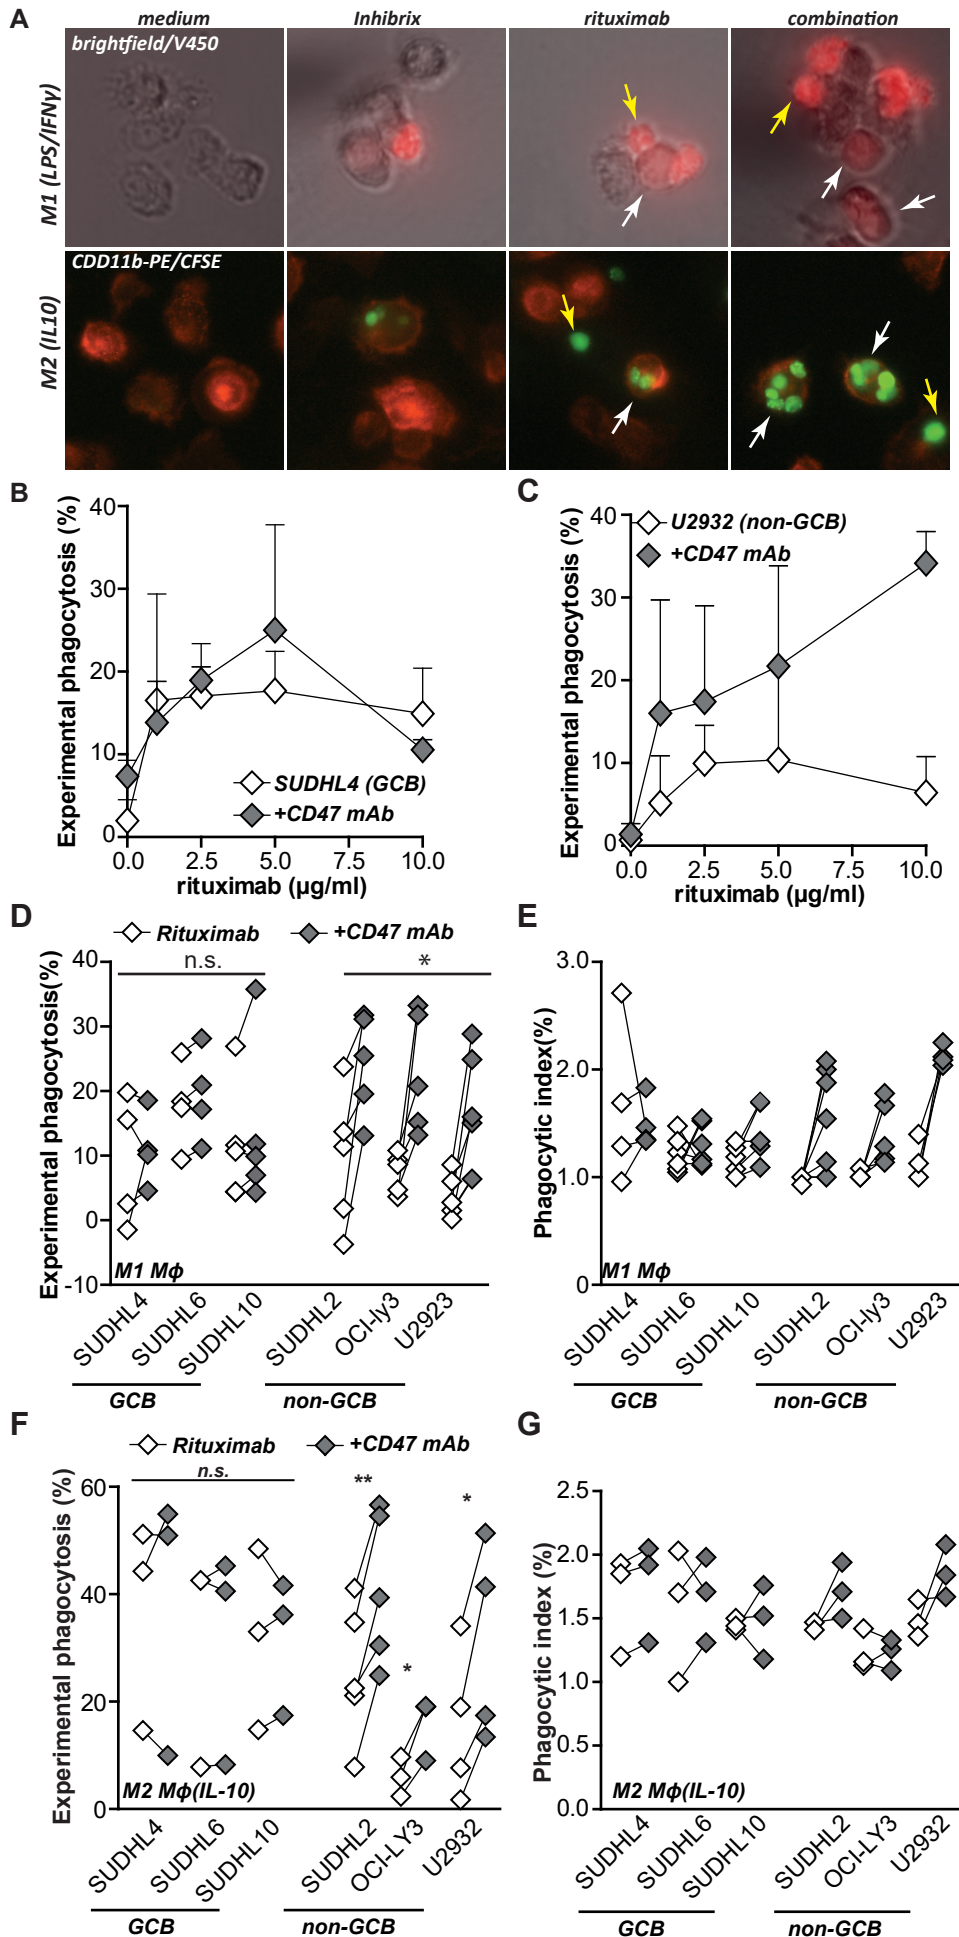 A
medium Inhibrix rituximab combination
brightfield/V450
M1 (LPS/IFNγ)
CDD11b-PE/CFSE
M2 (IL10)
B
Experimental phagocytosis (%)
40
30
20
10
0
SUDHL4 (GCB)
+CD47 mAb
0.0 2.5 5.0 7.5 10.0
rituximab (μg/ml)
C
Experimental phagocytosis (%)
40
30
20
10
0
U2932 (non-GCB)
+CD47 mAb
0.0 2.5 5.0 7.5 10.0
rituximab (μg/ml)
D
Rituximab +CD47 mAb
Experimental phagocytosis(%)
40
30
20
10
0
-10
n.s.
*
M1 Mϕ
SUDHL4 SUDHL6 SUDHL10 SUDHL2 OCI-ly3 U2923
GCB non-GCB
E
Phagocytic index(%)
3.0
2.0
1.0
0
M1 Mϕ
SUDHL4 SUDHL6 SUDHL10 SUDHL2 OCI-ly3 U2923
GCB non-GCB
F
Rituximab +CD47 mAb
Experimental phagocytosis (%)
60
40
20
0
n.s.
**
*
*
M2 Mϕ(IL-10)
SUDHL4 SUDHL6 SUDHL10 SUDHL2 OCI-LY3 U2932
GCB non-GCB
G
Phagocytic index (%)
2.5
2.0
1.5
1.0
0.5
0.0
M2 Mϕ(IL-10)
SUDHL4 SUDHL6 SUDHL10 SUDHL2 OCI-LY3 U2932
GCB non-GCB